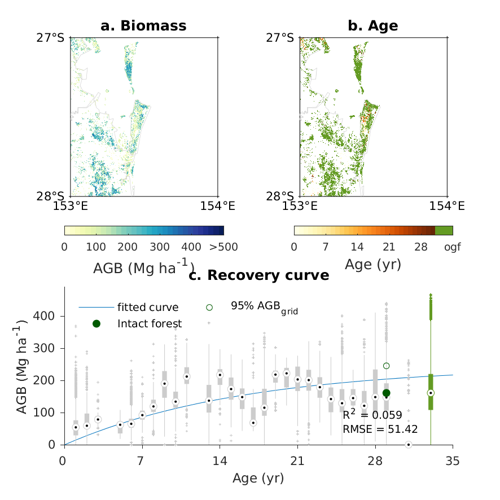 a. Biomass
b. Age
27°S
27°S
28°S
28°S
153°E
154°E
153°E
154°E
0 100 200 300 400 >500
AGB (Mg ha⁻¹)
0 7 14 21 28 ogf
Age (yr)
c. Recovery curve
fitted curve
95% AGB_grid
Intact forest
400
300
200
100
0
AGB (Mg ha⁻¹)
R² = 0.059
RMSE = 51.42
0 7 14 21 28 35
Age (yr)